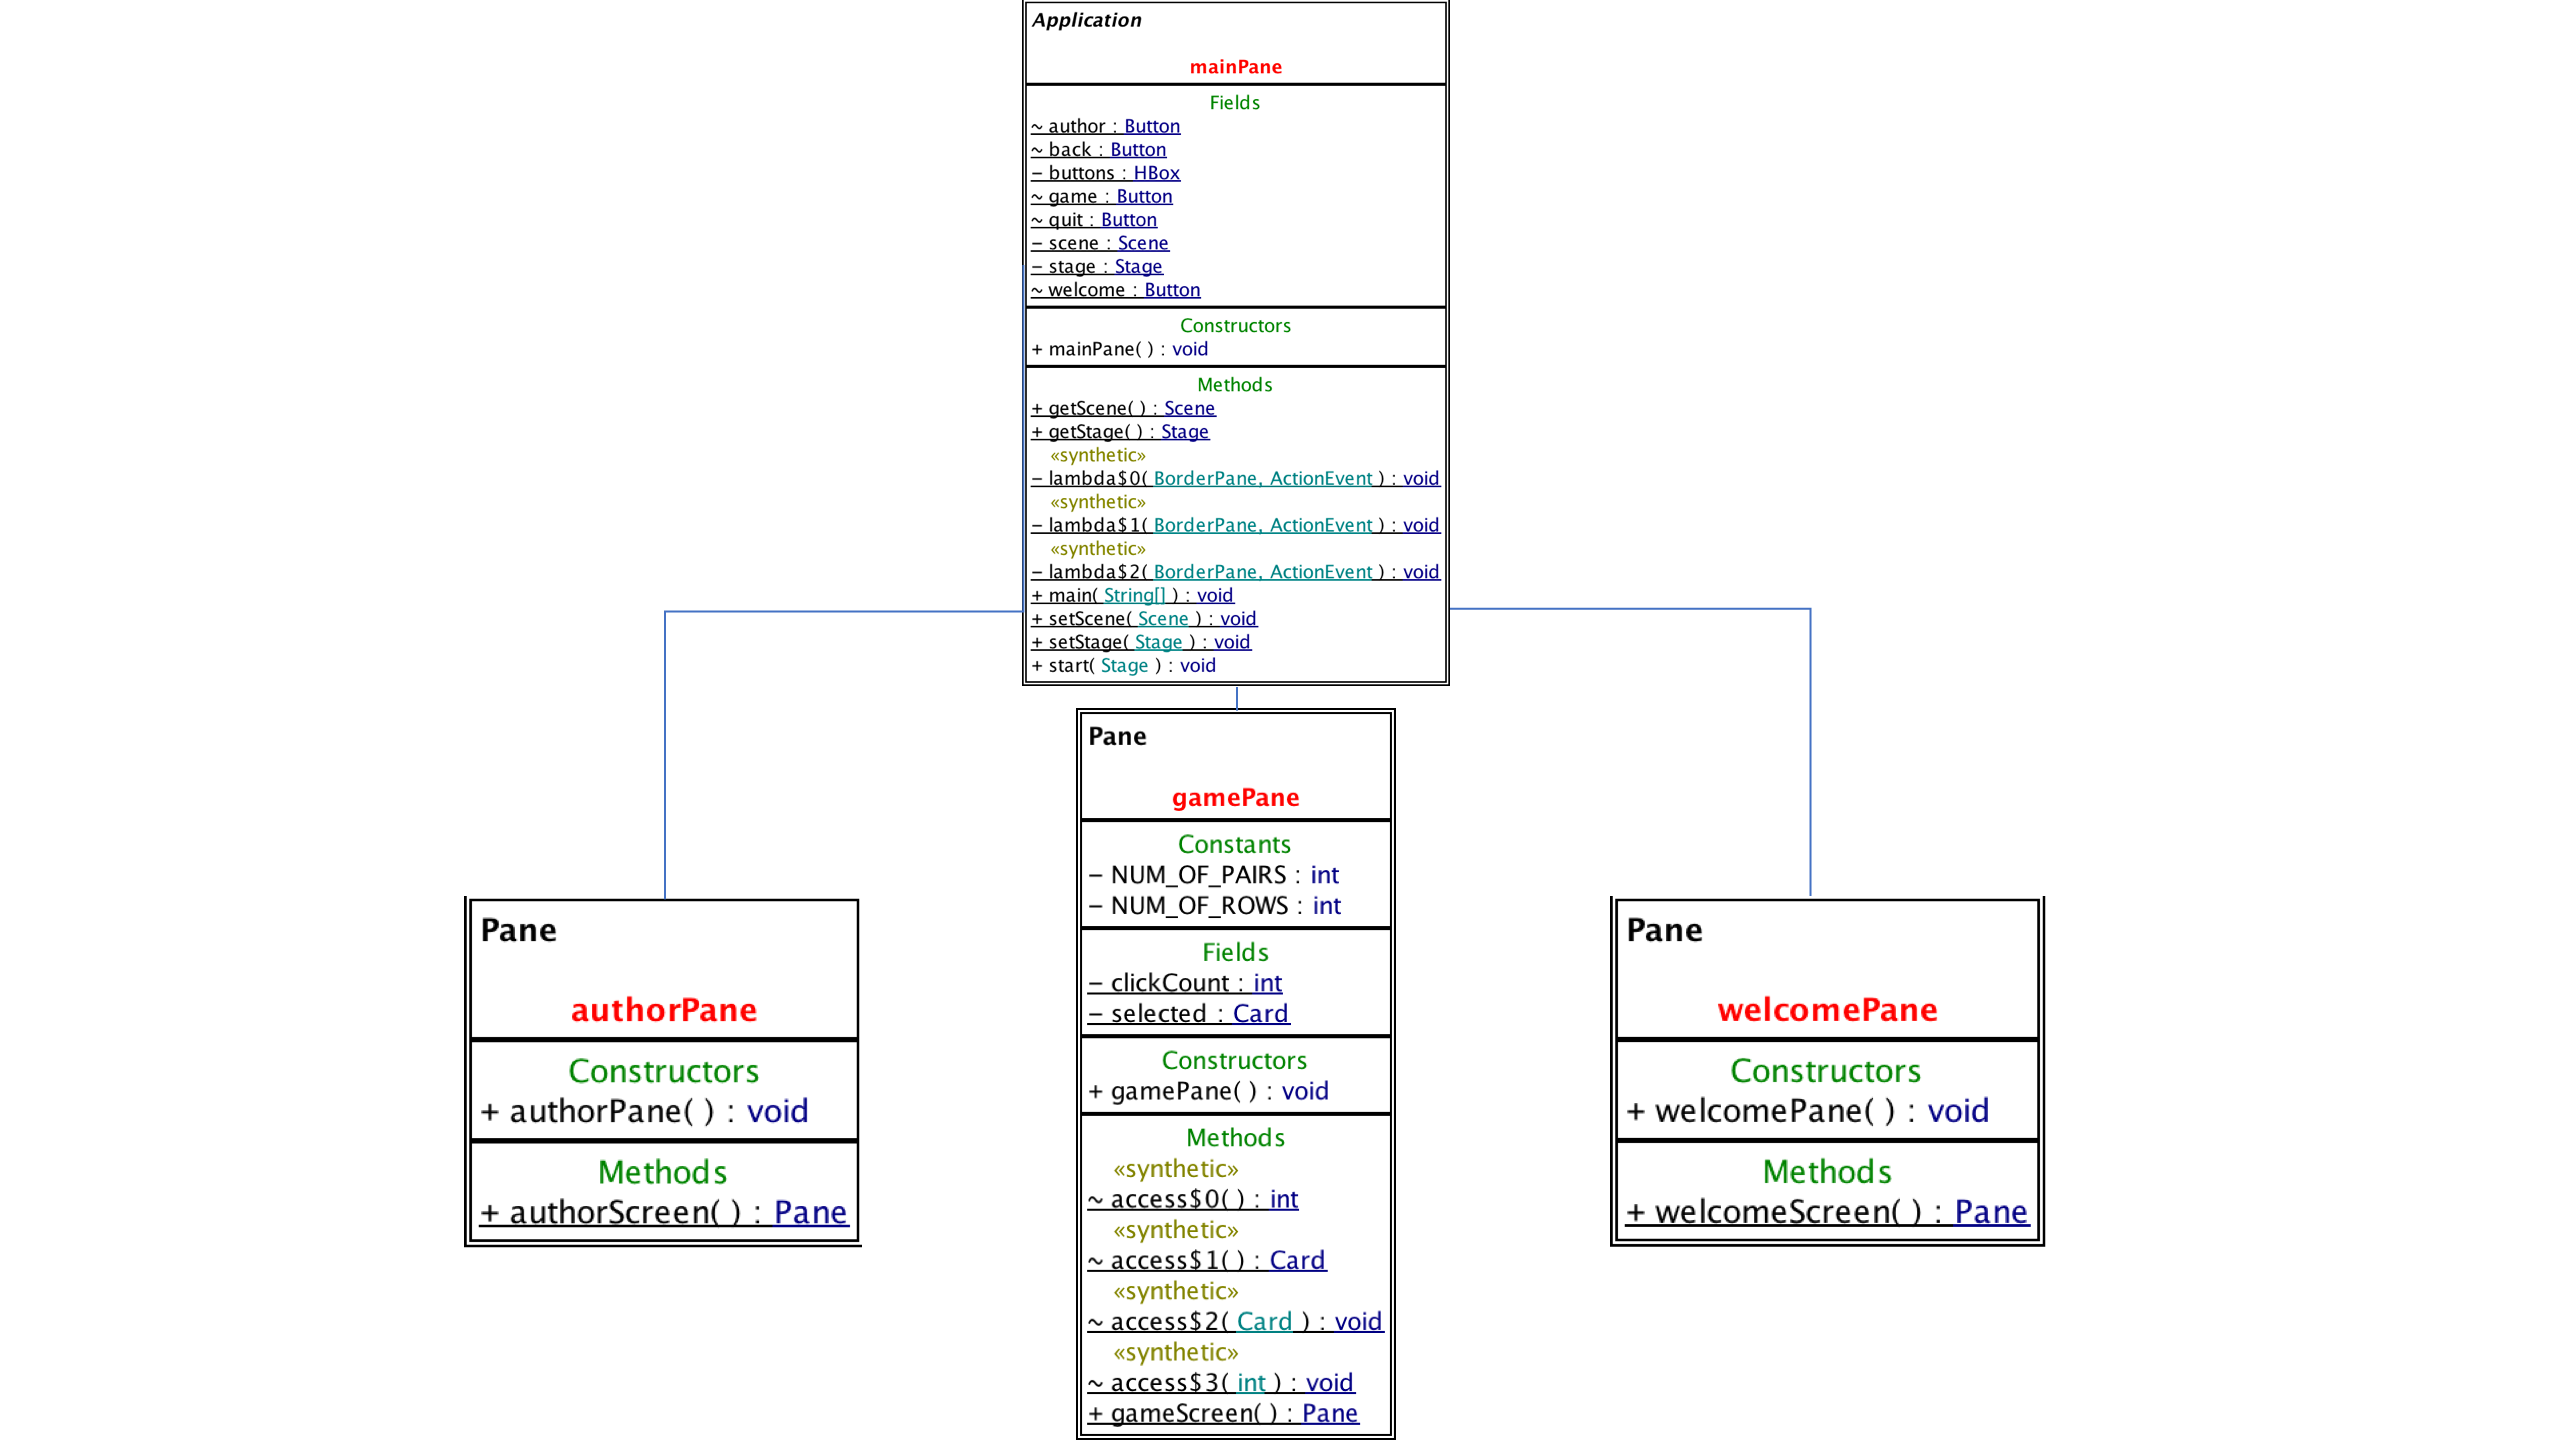 Application
mainPane
Fields
~ author : Button
~ back : Button
− buttons : HBox
~ game : Button
~ quit : Button
− scene : Scene
− stage : Stage
~ welcome : Button
Constructors
+ mainPane( ) : void
Methods
+ getScene( ) : Scene
+ getStage( ) : Stage
«synthetic»
− lambda$0( BorderPane, ActionEvent ) : void
«synthetic»
− lambda$1( BorderPane, ActionEvent ) : void
«synthetic»
− lambda$2( BorderPane, ActionEvent ) : void
+ main( String[] ) : void
+ setScene( Scene ) : void
+ setStage( Stage ) : void
+ start( Stage ) : void
Pane
authorPane
Constructors
+ authorPane( ) : void
Methods
+ authorScreen( ) : Pane
Pane
gamePane
Constants
− NUM_OF_PAIRS : int
− NUM_OF_ROWS : int
Fields
− clickCount : int
− selected : Card
Constructors
+ gamePane( ) : void
Methods
«synthetic»
~ access$0( ) : int
«synthetic»
~ access$1( ) : Card
«synthetic»
~ access$2( Card ) : void
«synthetic»
~ access$3( int ) : void
+ gameScreen( ) : Pane
Pane
welcomePane
Constructors
+ welcomePane( ) : void
Methods
+ welcomeScreen( ) : Pane